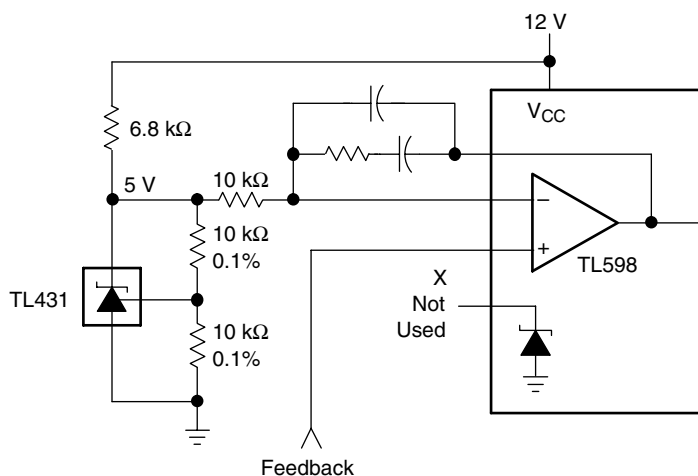 12 V
VCC
6.8 kΩ
5 V
10 kΩ
10 kΩ
0.1%
TL431
10 kΩ
0.1%
−
+
TL598
X
Not
Used
Feedback